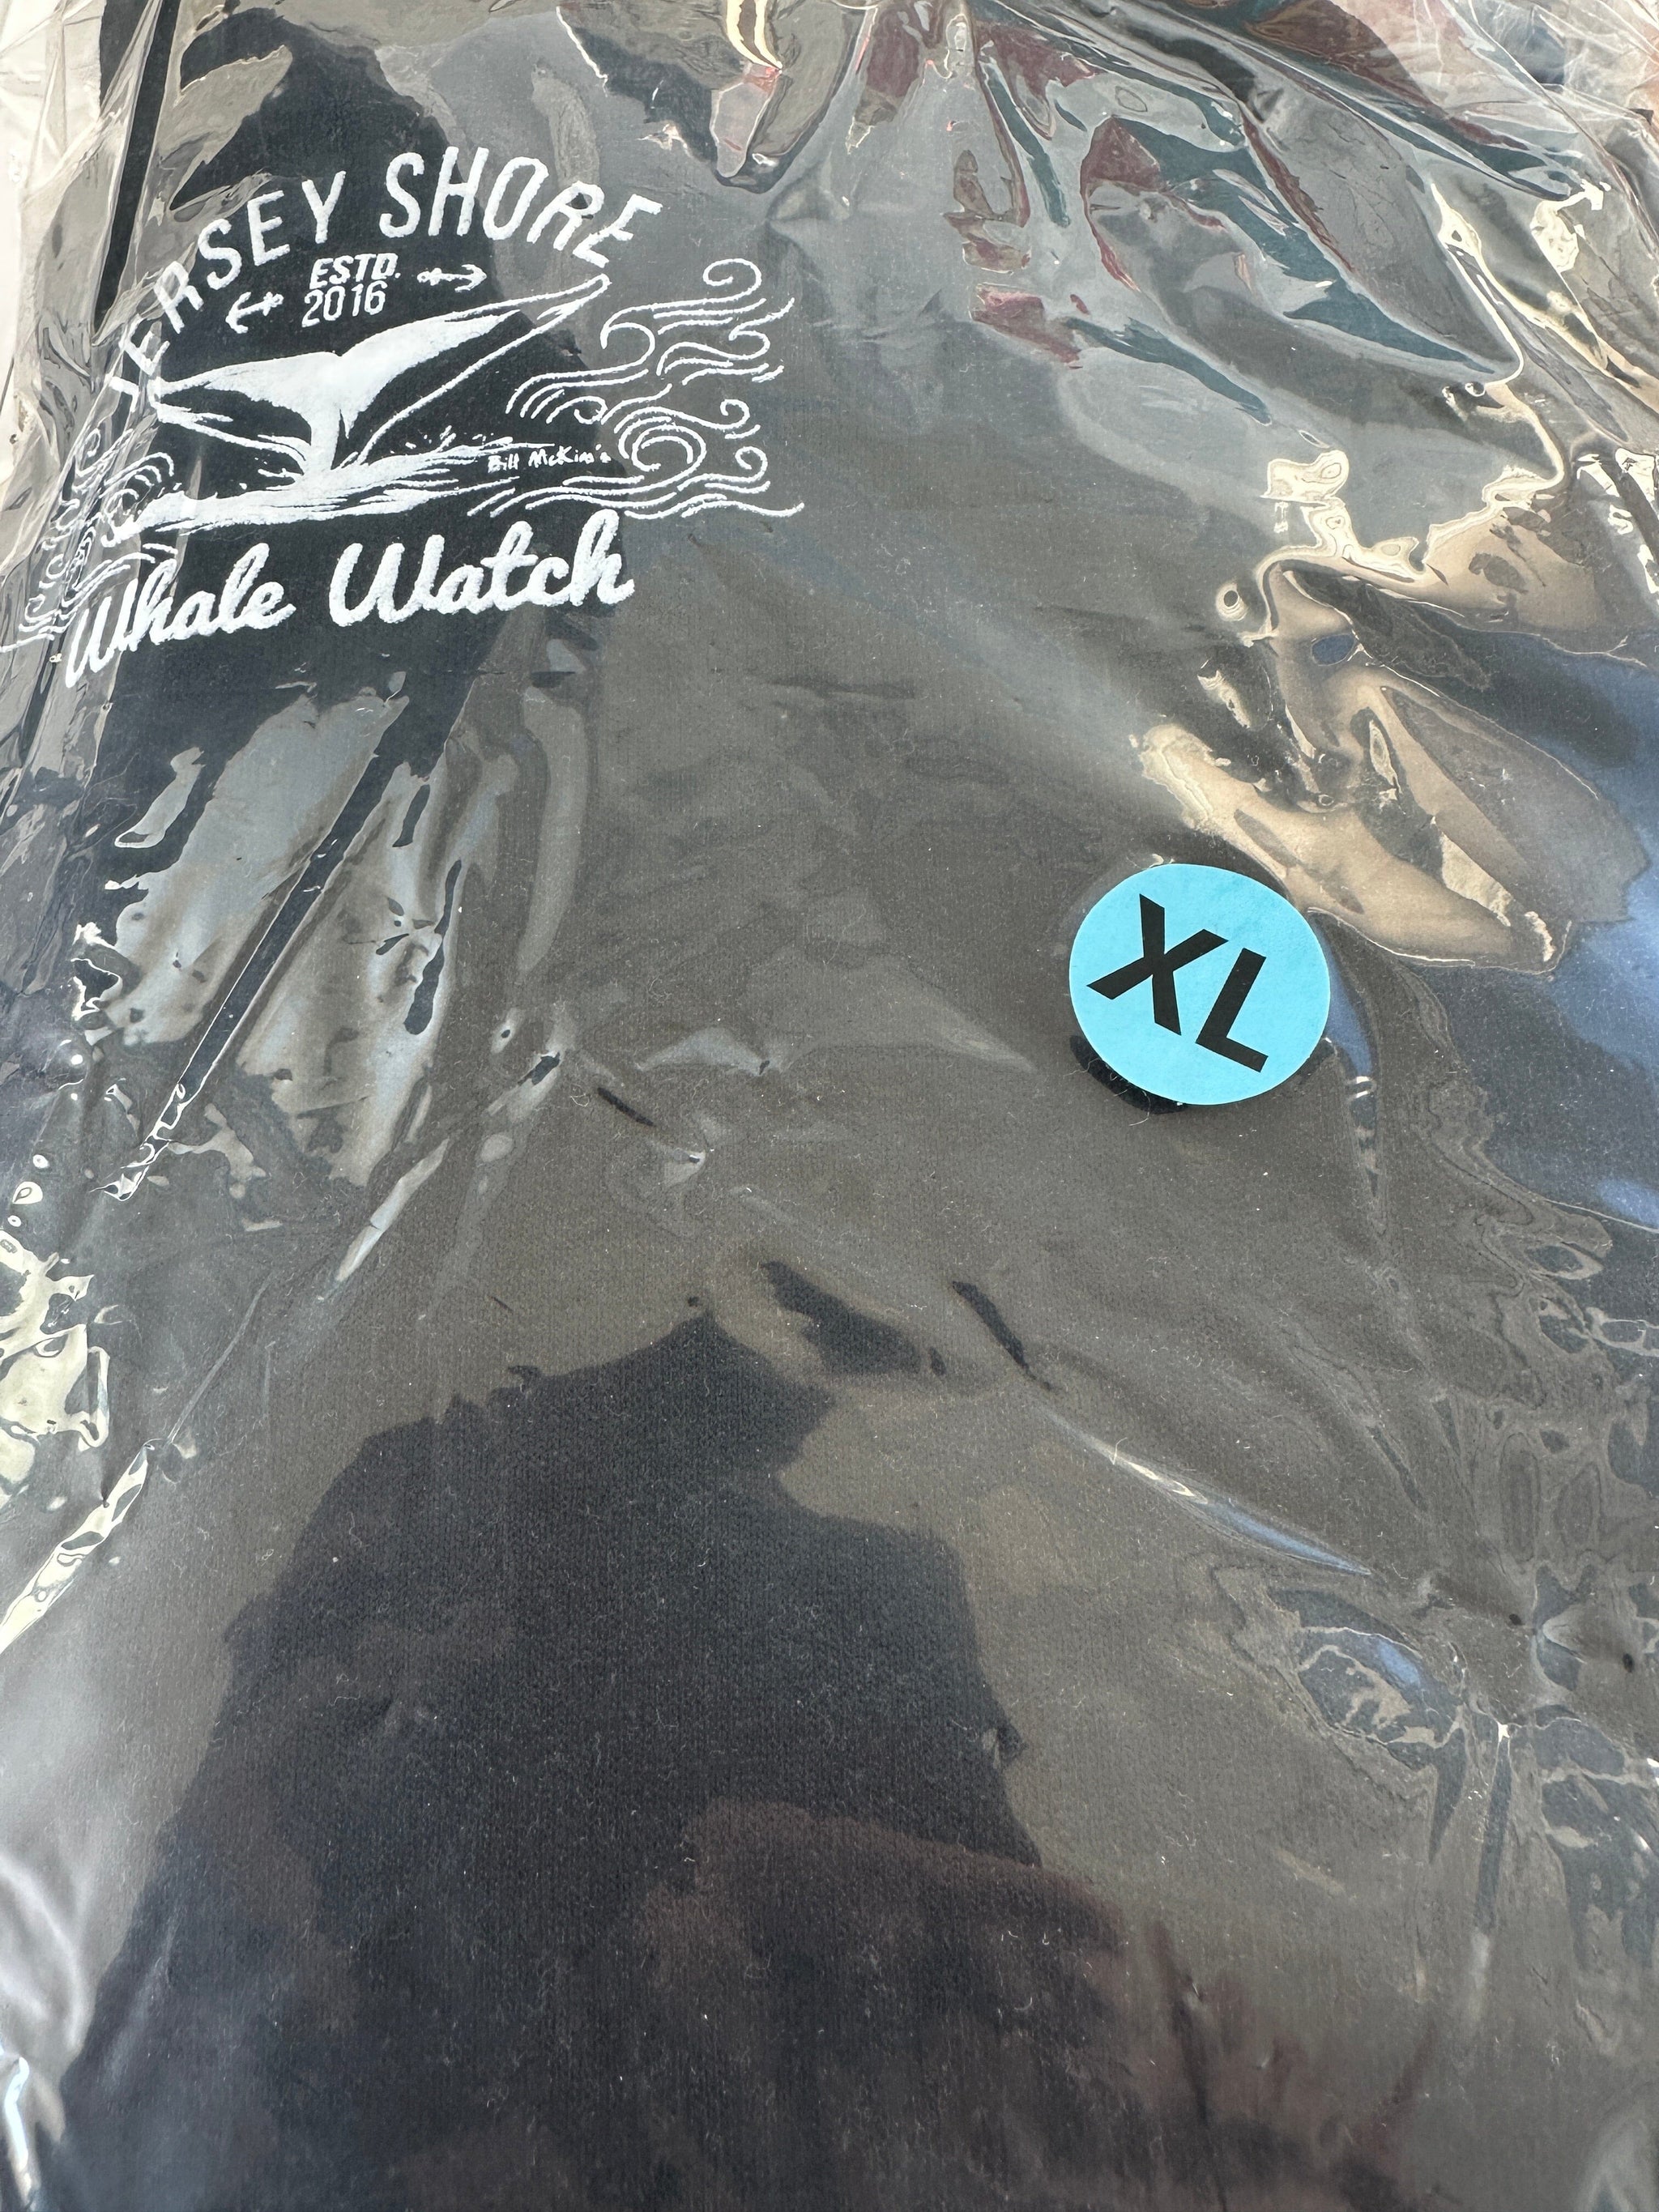 JERSEY SHORE
ESTD.
2016
Bill McKim's
Whale Watch
XL